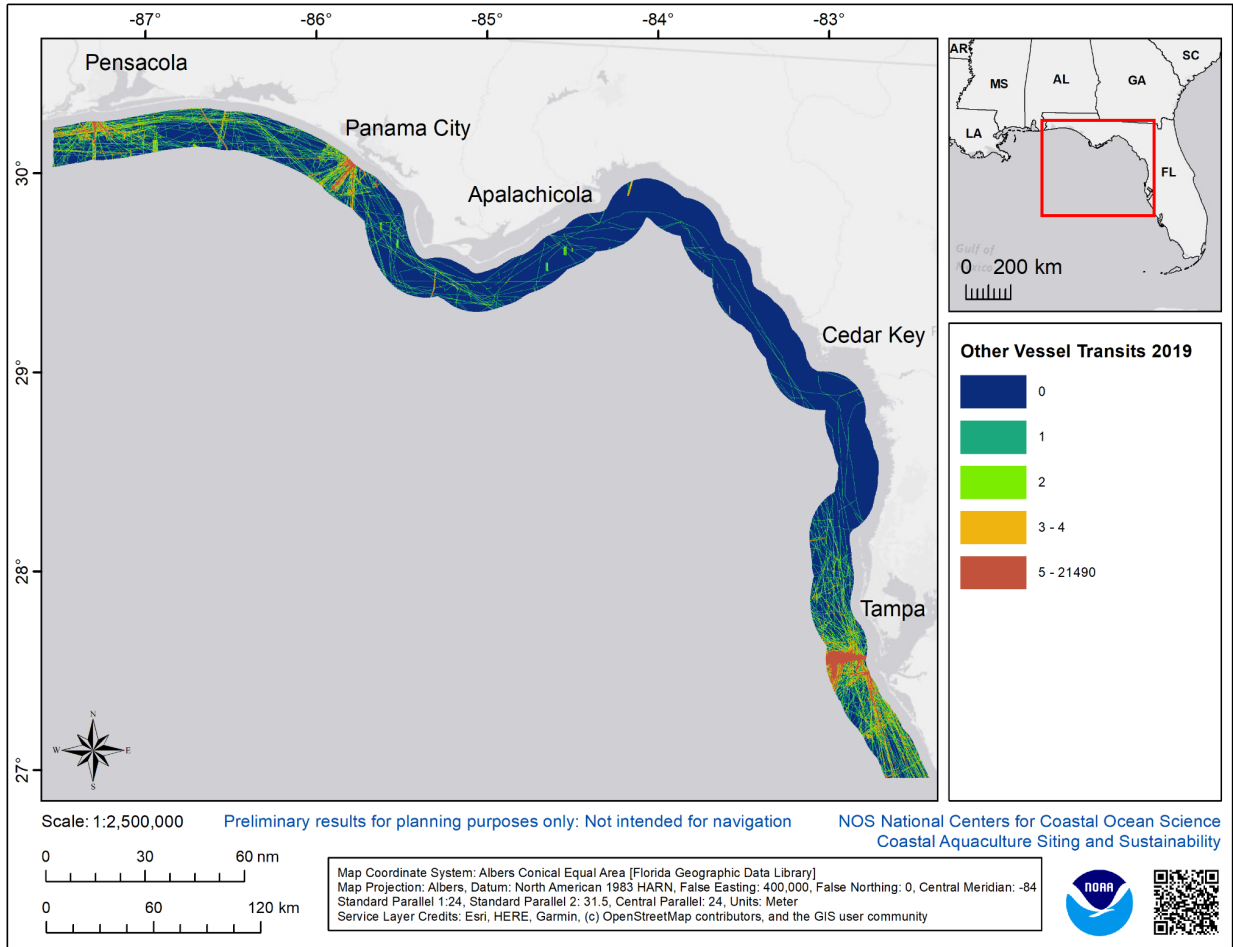 -87°
-86°
-85°
-84°
-83°
30°
29°
28°
27°
Pensacola
Panama City
Apalachicola
Cedar Key
Tampa
N
W
E
S
AR
MS
AL
GA
SC
LA
FL
Gulf of
0 200 km
Other Vessel Transits 2019
0
1
2
3 - 4
5 - 21490
Scale: 1:2,500,000
Preliminary results for planning purposes only: Not intended for navigation
NOS National Centers for Coastal Ocean Science
Coastal Aquaculture Siting and Sustainability
0 30 60 nm
0 60 120 km
Map Coordinate System: Albers Conical Equal Area [Florida Geographic Data Library]
Map Projection: Albers, Datum: North American 1983 HARN, False Easting: 400,000, False Northing: 0, Central Meridian: -84
Standard Parallel 1:24, Standard Parallel 2: 31.5, Central Parallel: 24, Units: Meter
Service Layer Credits: Esri, HERE, Garmin, (c) OpenStreetMap contributors, and the GIS user community
NOAA